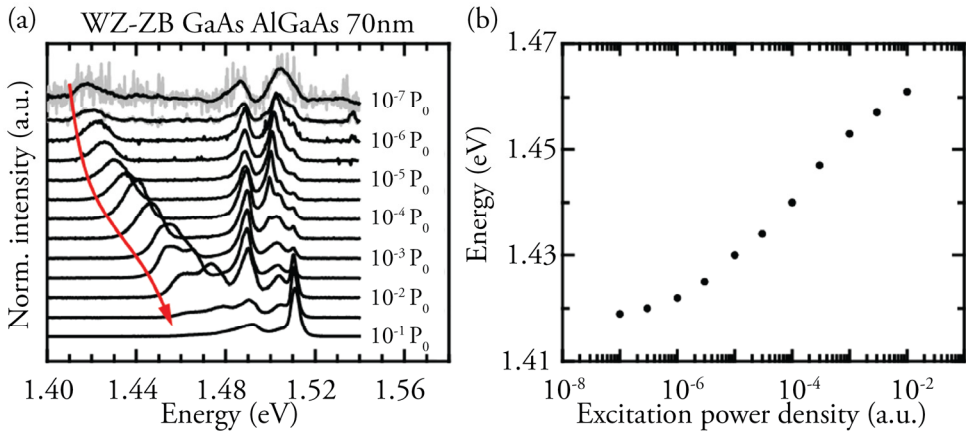 (a)
WZ-ZB GaAs AlGaAs 70nm
Norm. intensity (a.u.)
10-7 P0
10-6 P0
10-5 P0
10-4 P0
10-3 P0
10-2 P0
10-1 P0
1.40 1.44 1.48 1.52 1.56
Energy (eV)
(b)
Energy (eV)
1.47
1.45
1.43
1.41
10-8 10-6 10-4 10-2
Excitation power density (a.u.)